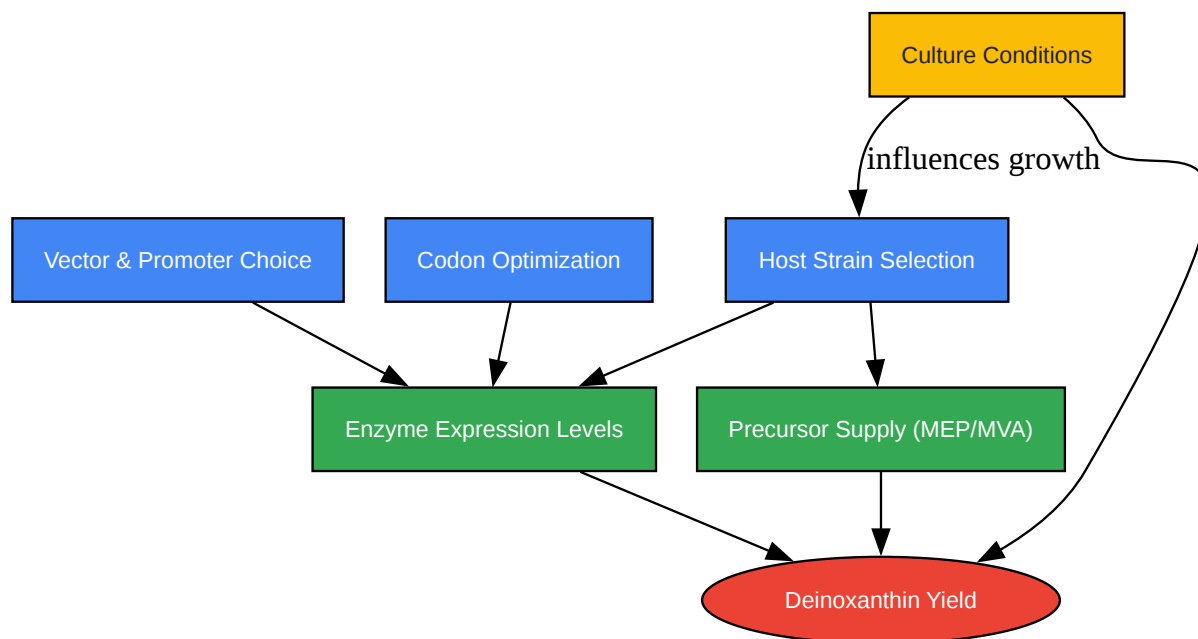 Culture Conditions
influences growth
Vector & Promoter Choice
Codon Optimization
Host Strain Selection
Enzyme Expression Levels
Precursor Supply (MEP/MVA)
Deinoxanthin Yield